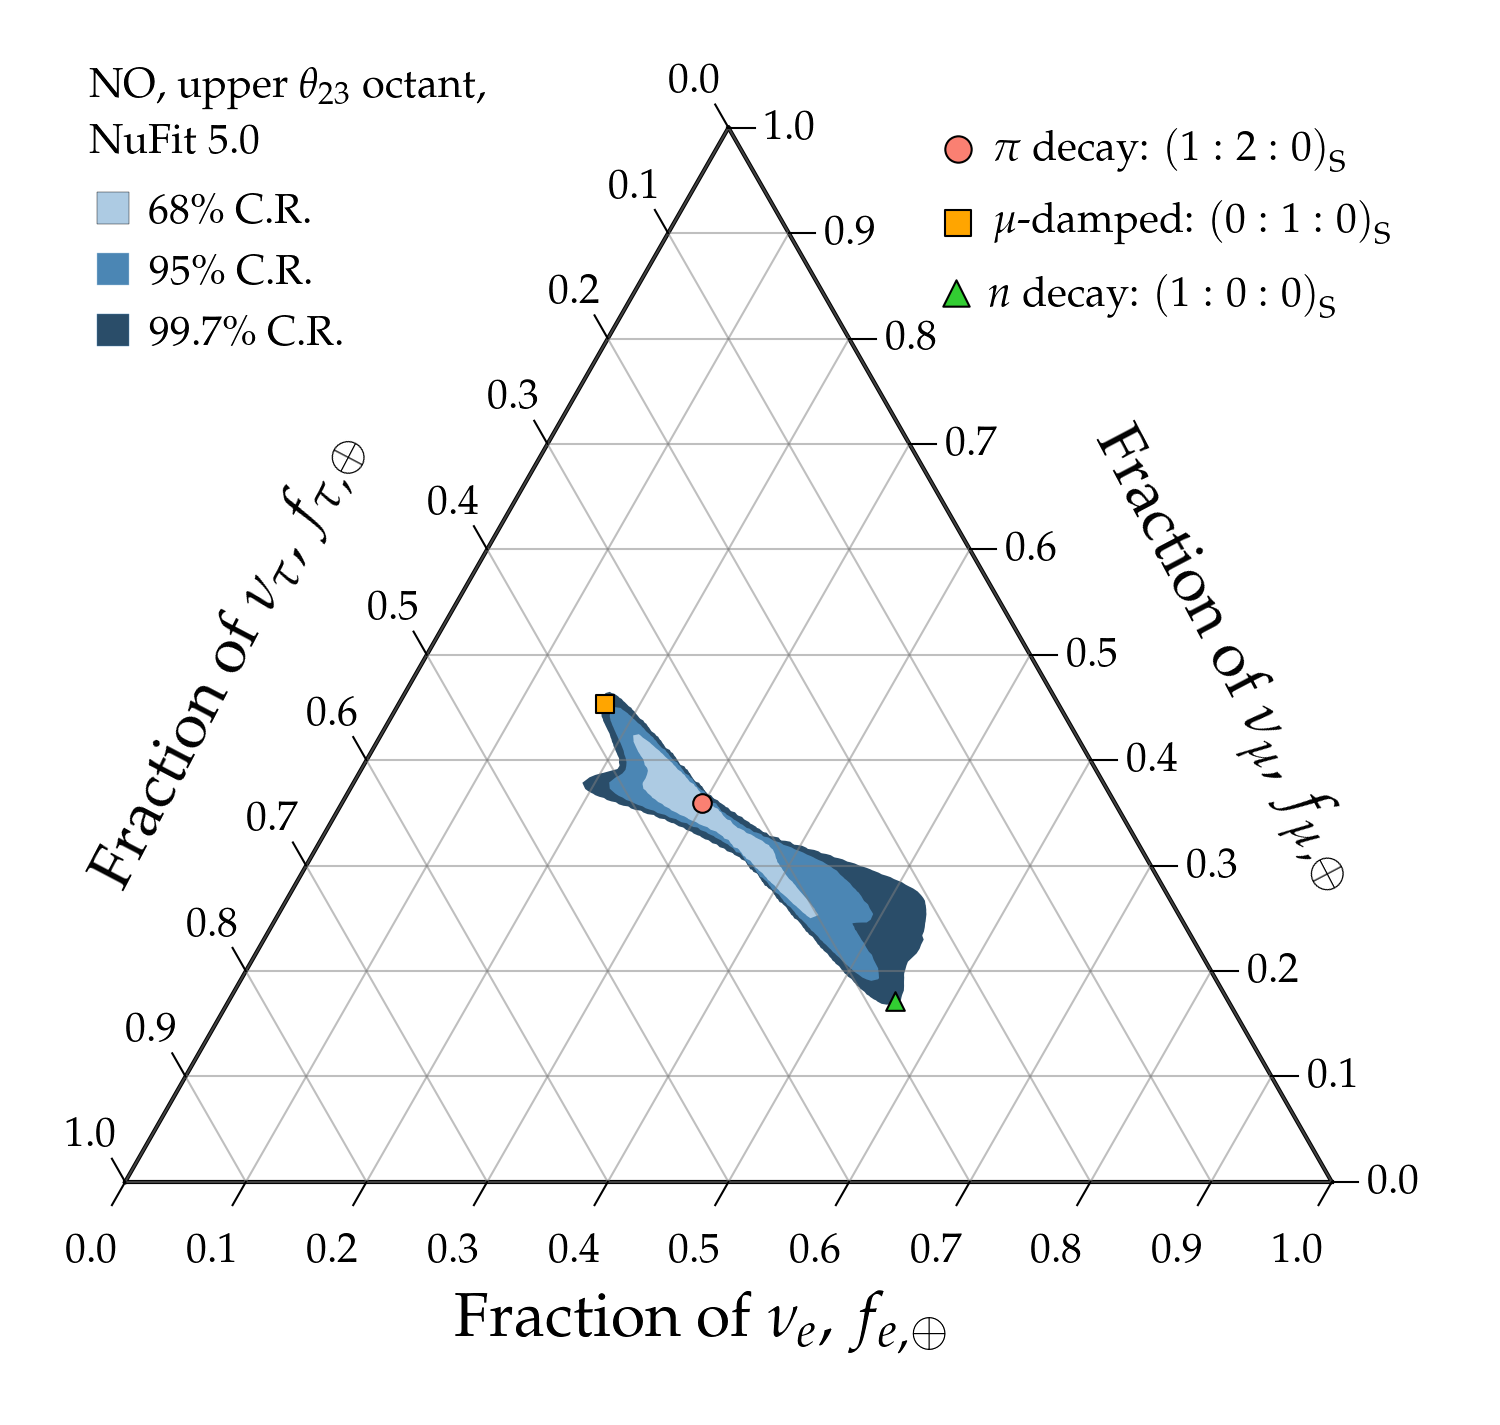 NO, upper θ₂₃ octant,
NuFit 5.0
68% C.R.
95% C.R.
99.7% C.R.
π decay: (1 : 2 : 0)S
μ-damped: (0 : 1 : 0)S
n decay: (1 : 0 : 0)S
Fraction of ντ, fτ,⊕
0.0
0.1
0.2
0.3
0.4
0.5
0.6
0.7
0.8
0.9
1.0
Fraction of νμ, fμ,⊕
1.0
0.9
0.8
0.7
0.6
0.5
0.4
0.3
0.2
0.1
0.0
0.0 0.1 0.2 0.3 0.4 0.5 0.6 0.7 0.8 0.9 1.0
Fraction of νe, fe,⊕